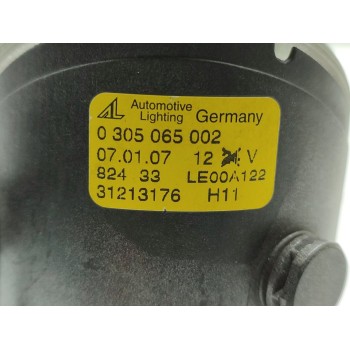 AL Automotive Lighting Germany
0 305 065 002
07.01.07 12 V
824 33 LE00A122
31213176 H11